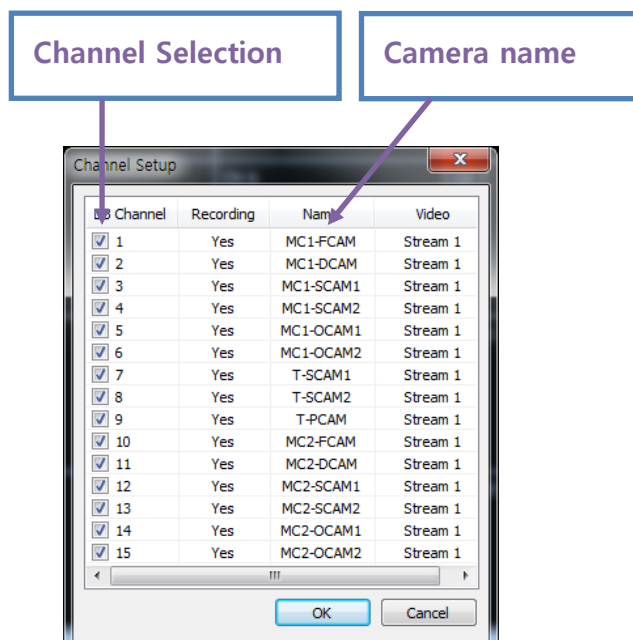 Channel Selection
Camera name
Channel Setup
DB Channel Recording Name Video
1 Yes MC1-FCAM Stream 1
2 Yes MC1-DCAM Stream 1
3 Yes MC1-SCAM1 Stream 1
4 Yes MC1-SCAM2 Stream 1
5 Yes MC1-OCAM1 Stream 1
6 Yes MC1-OCAM2 Stream 1
7 Yes T-SCAM1 Stream 1
8 Yes T-SCAM2 Stream 1
9 Yes T-PCAM Stream 1
10 Yes MC2-FCAM Stream 1
11 Yes MC2-DCAM Stream 1
12 Yes MC2-SCAM1 Stream 1
13 Yes MC2-SCAM2 Stream 1
14 Yes MC2-OCAM1 Stream 1
15 Yes MC2-OCAM2 Stream 1
OK Cancel